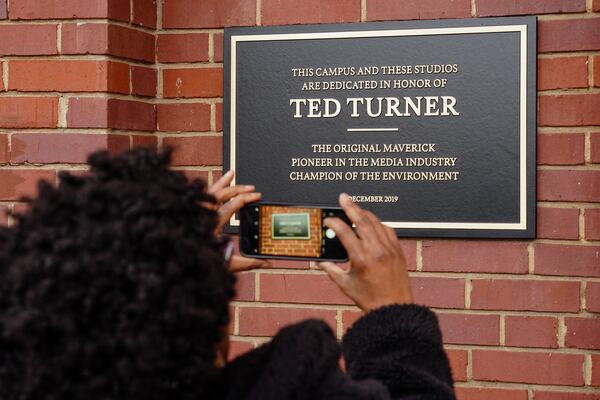 THIS CAMPUS AND THESE STUDIOS
ARE DEDICATED IN HONOR OF
TED TURNER
THE ORIGINAL MAVERICK
PIONEER IN THE MEDIA INDUSTRY
CHAMPION OF THE ENVIRONMENT
DECEMBER 2019